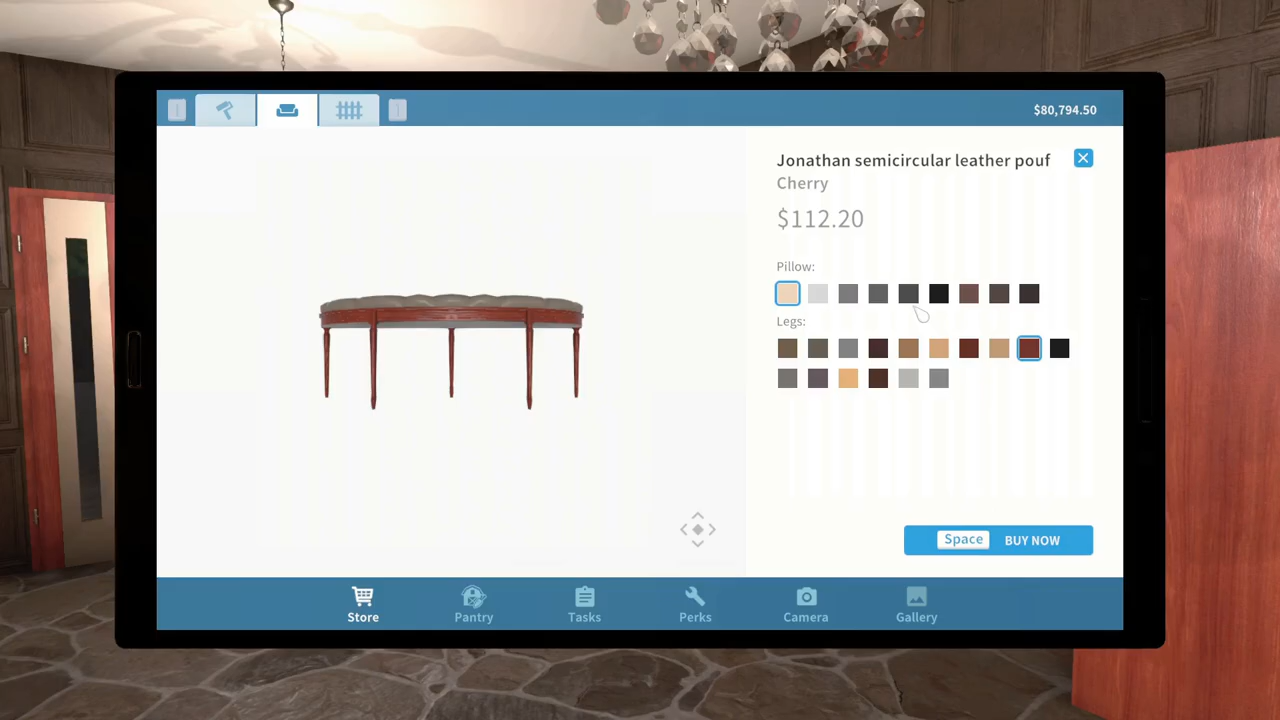 $80,794.50
Jonathan semicircular leather pouf
Cherry
$112.20
Pillow:
Legs:
Space BUY NOW
Store Pantry Tasks Perks Camera Gallery